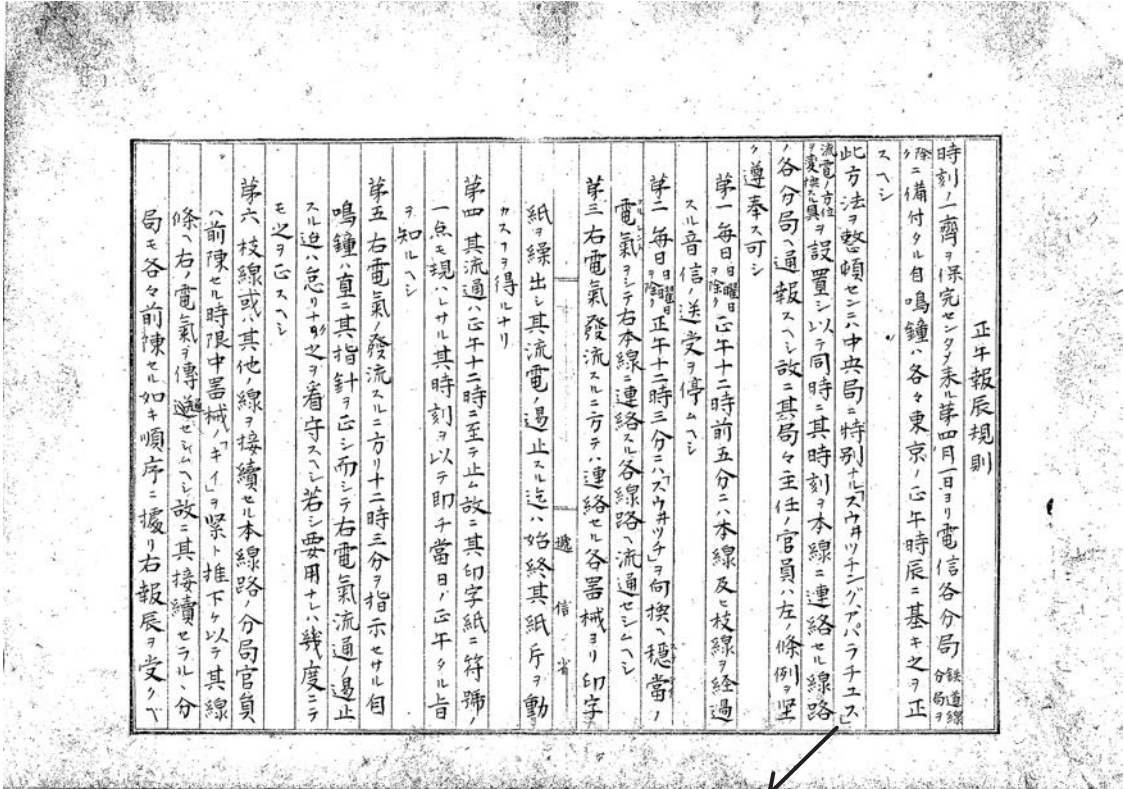 正午報辰規則
時刻ノ一齊ヲ保完センタメ来ル第四月一日ヨリ電信各分局鉄道線分局ヲ
除クニ備付タル自鳴鐘ハ各々東京ノ正午時辰ニ基キ之ヲ正
スヘシ
此方法ヲ整頓センニハ中央局ニ特别ナル「スウ井ッチングアパラチュス」
流電ノ方位ヲ変換スル具ヲ設置シ以テ同時ニ其時刻ヲ本線ニ連絡セル線路
ノ各分局ヘ通報スヘシ故ニ其局々主任ノ官員ハ左ノ條例ヲ堅
ク遵奉ス可シ
第一 毎日日曜日ヲ除ク正午十二時前五分ニハ本線及ヒ枝線ヲ経過
スル音信ノ送受ヲ停ムヘシ
第二 毎日日曜日ヲ除ク正午十二時三分ニハ「スウ井ッチ」ヲ向換ヘ穏當ノ
電氣ヲシテ右本線ニ連絡スル各線路ヘ流通セシムヘシ
第三 右電氣發流スルニ方テハ連絡セル各器械ヨリ印字
紙ヲ繰出シ其流電ノ遏止スル迄ハ始終其紙片ヲ動
カスヿヲ得ルナリ
第四 其流通ハ正午十二時ニ至テ止ム故ニ其印字紙ニ符號ノ
一点モ現ハレサル其時刻ヲ以テ即チ當日ノ正午タル旨
ヲ知ルヘシ
第五 右電氣ノ發流スルニ方リ十二時三分ヲ指示セサル自
鳴鐘ハ直ニ其指針ヲ正シ而シテ右電氣流通ノ遏止
スル迄ハ怠リナク之ヲ看守スヘシ若シ要用ナレハ幾度ニテ
モ之ヲ正スヘシ
第六 枝線或ハ其他ノ線ヲ接續セル本線路ノ分局官員
ハ前陳セル時限中器械ノ「キイ」ヲ緊ト推下ケ以テ其線
條ヘ右ノ電氣ヲ傳遞セシムヘシ故ニ其接續セラルヽ分
局モ各々前陳セル如キ順序ニ據リ右報辰ヲ受クヘ
遞信省